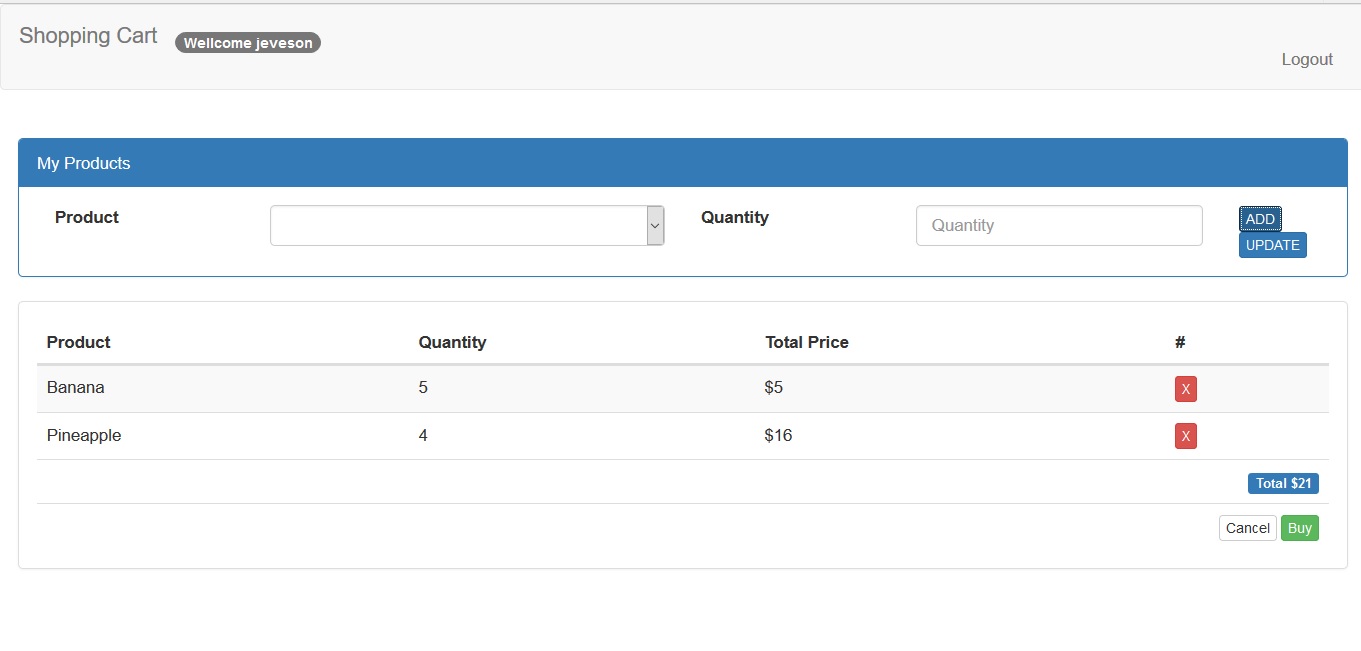 Shopping Cart Wellcome jeveson
Logout
My Products
Product Quantity Quantity ADD
UPDATE
Product Quantity Total Price #
Banana 5 $5 X
Pineapple 4 $16 X
Total $21
Cancel Buy